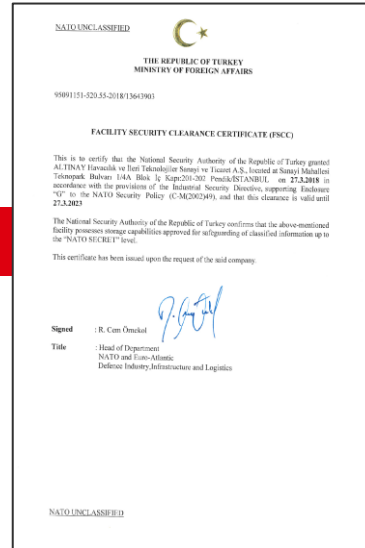 NATO UNCLASSIFIED
THE REPUBLIC OF TURKEY
MINISTRY OF FOREIGN AFFAIRS
95091151-520.55-2018/13643903
FACILITY SECURITY CLEARANCE CERTIFICATE (FSCC)
This is to certify that the National Security Authority of the Republic of Turkey granted
ALTINAY Havacılık ve İleri Teknolojiler Sanayi ve Ticaret A.Ş., located at Sanayi Mahallesi
Teknopark Bulvarı 1/4A Blok İç Kapı:201-202 Pendik/İSTANBUL on 27.3.2018 in
accordance with the provisions of the Industrial Security Directive, supporting Enclosure
"G" to the NATO Security Policy (C-M(2002)49), and that this clearance is valid until
27.3.2023
The National Security Authority of the Republic of Turkey confirms that the above-mentioned
facility possesses storage capabilities approved for safeguarding of classified information up to
the "NATO SECRET" level.
This certificate has been issued upon the request of the said company.
Signed : R. Cem Ömekol
Title : Head of Department
NATO and Euro-Atlantic
Defence Industry,Infrastructure and Logistics
NATO UNCLASSIFIED